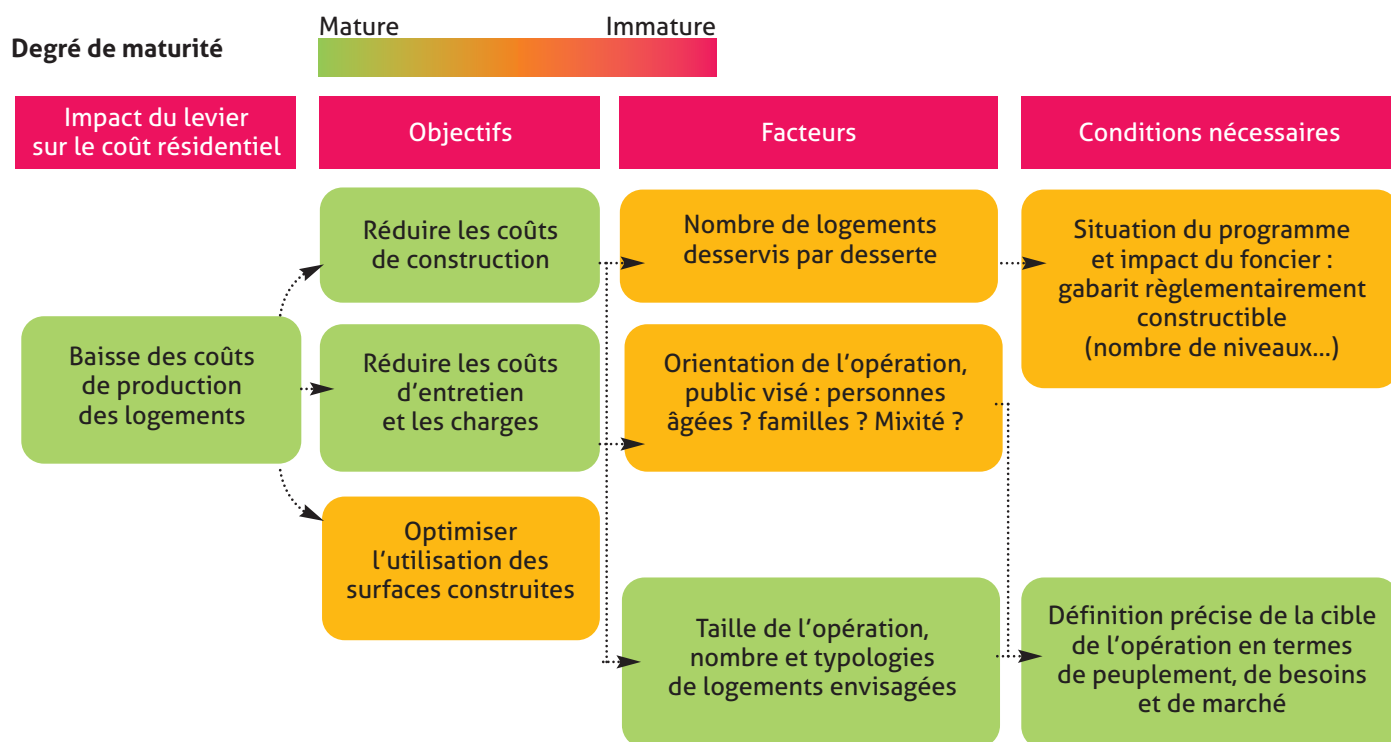 Degré de maturité
Mature
Immature
Impact du levier
sur le coût résidentiel
Objectifs
Facteurs
Conditions nécessaires
Baisse des coûts
de production
des logements
Réduire les coûts
de construction
Réduire les coûts
d'entretien
et les charges
Optimiser
l'utilisation des
surfaces construites
Nombre de logements
desservis par desserte
Orientation de l'opération,
public visé : personnes
âgées ? familles ? Mixité ?
Taille de l'opération,
nombre et typologies
de logements envisagées
Situation du programme
et impact du foncier :
gabarit règlementairement
constructible
(nombre de niveaux...)
Définition précise de la cible
de l'opération en termes
de peuplement, de besoins
et de marché